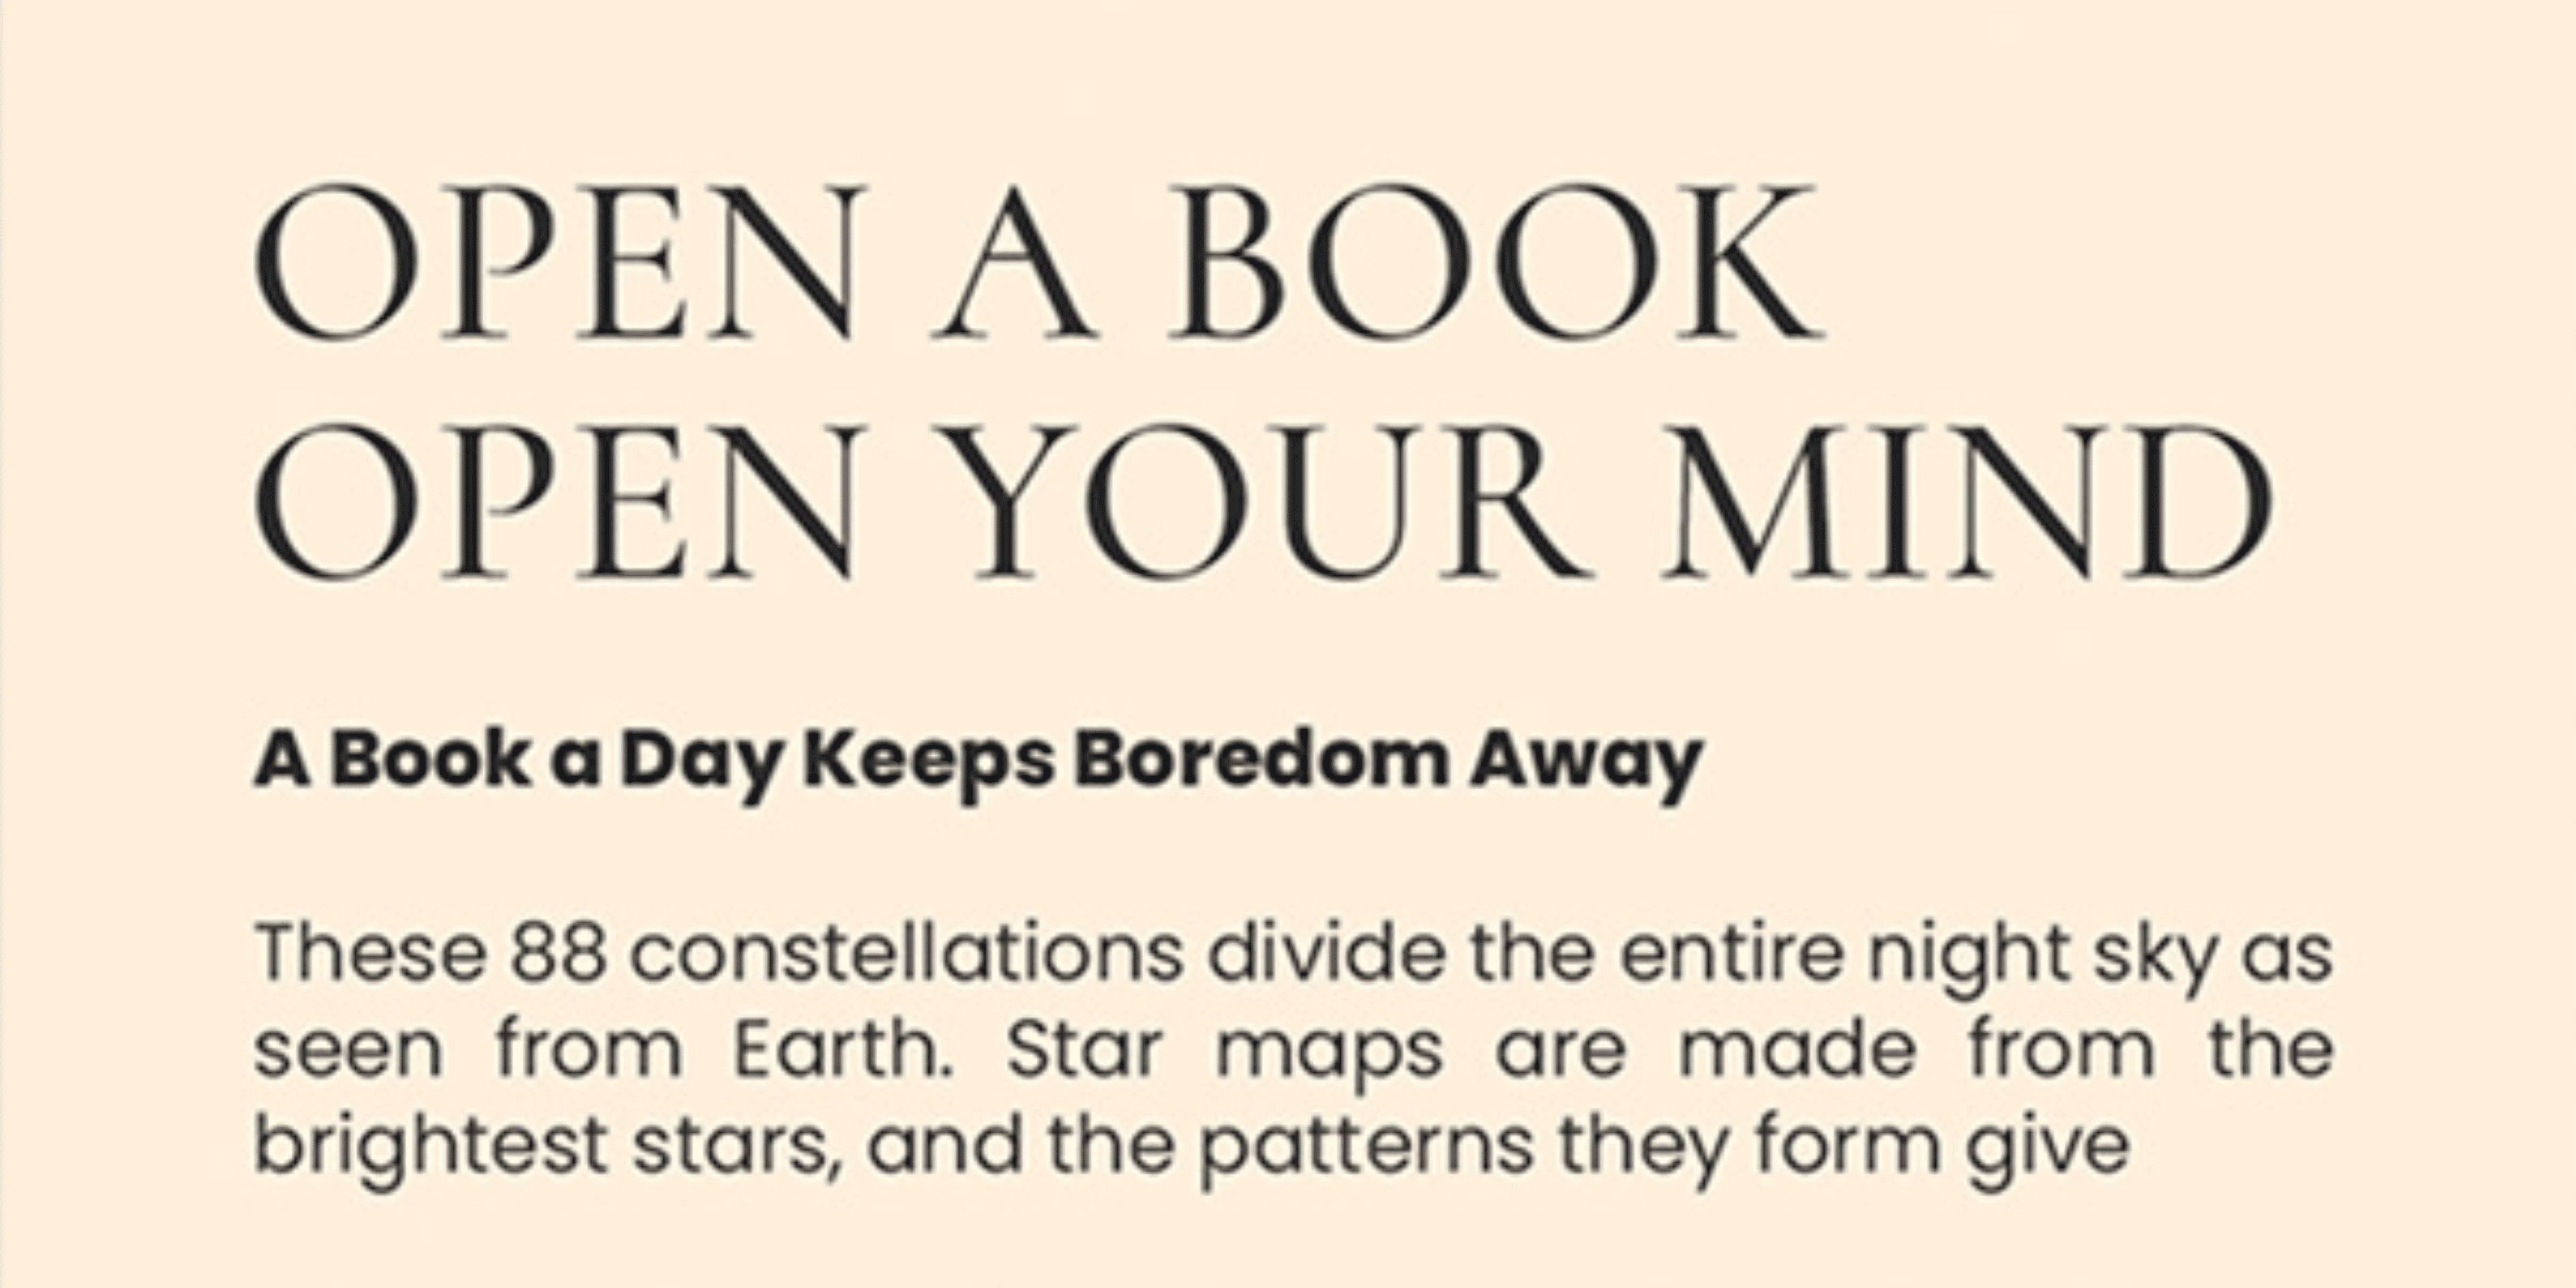 OPEN A BOOK
OPEN YOUR MIND
A Book a Day Keeps Boredom Away
These 88 constellations divide the entire night sky as
seen from Earth. Star maps are made from the
brightest stars, and the patterns they form give